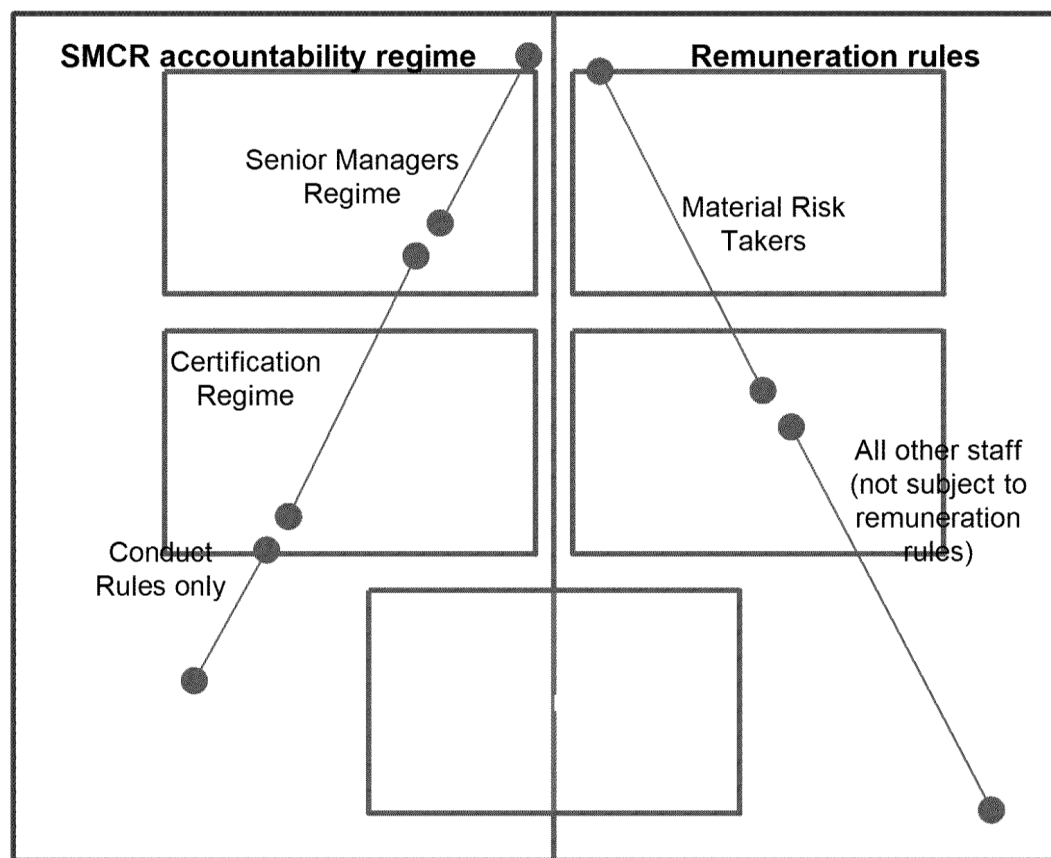 SMCR accountability regime
Senior Managers
Regime
Certification
Regime
Conduct
Rules only
Remuneration rules
Material Risk
Takers
All other staff
(not subject to
remuneration
rules)